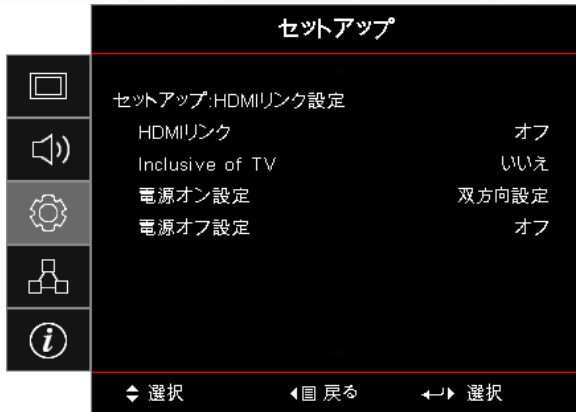 セットアップ
セットアップ:HDMIリンク設定
HDMIリンク オフ
Inclusive of TV いいえ
電源オン設定 双方向設定
電源オフ設定 オフ
選択 戻る 選択